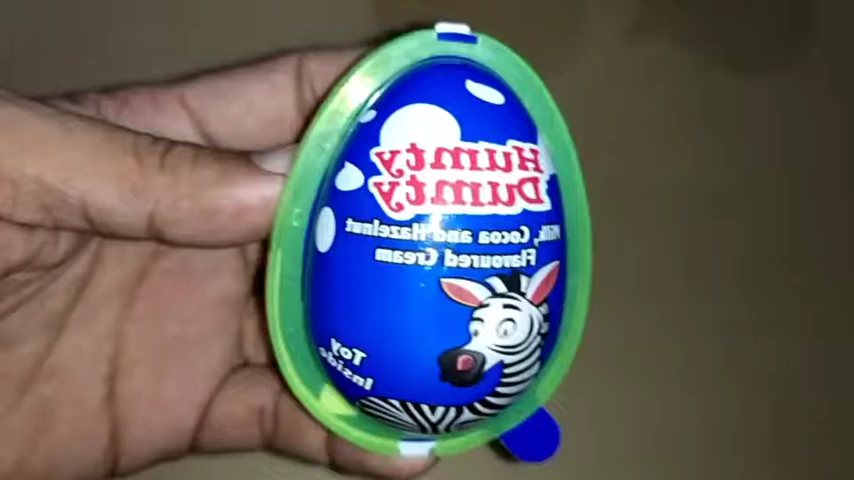 Humty
Dumty
Milk, Cocoa and Hazelnut
Flavoured Cream
Toy
Inside